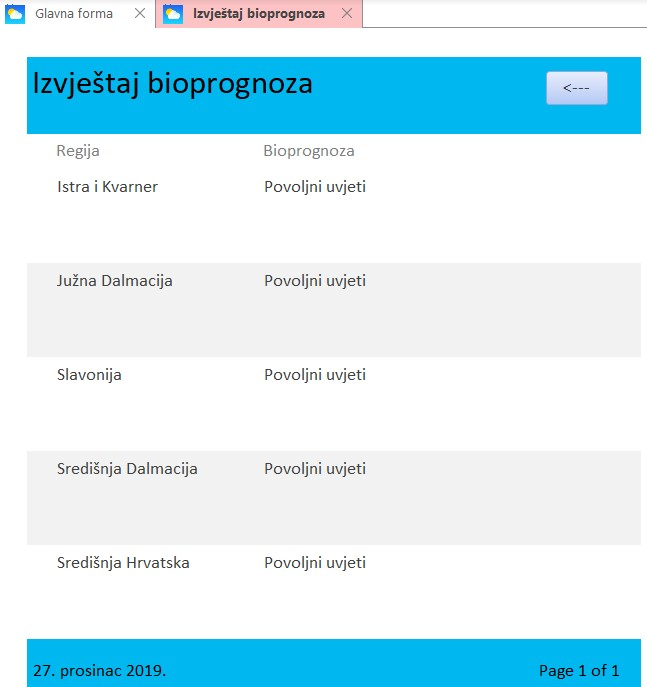 Glavna forma
Izvještaj bioprognoza
Izvještaj bioprognoza
<---
Regija Bioprognoza
Istra i Kvarner Povoljni uvjeti
Južna Dalmacija Povoljni uvjeti
Slavonija Povoljni uvjeti
Središnja Dalmacija Povoljni uvjeti
Središnja Hrvatska Povoljni uvjeti
27. prosinac 2019. Page 1 of 1